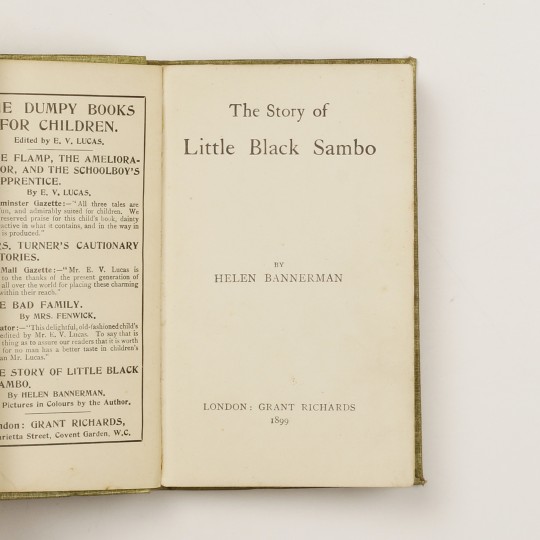 E DUMPY BOOKS
FOR CHILDREN.
Edited by E. V. LUCAS.
E FLAMP, THE AMELIORA-
OR, AND THE SCHOOLBOY'S
PPRENTICE.
By E. V. LUCAS.
minster Gazette:—"All three tales are
fun, and admirably suited for children. We
reserved praise for this child's book, dainty
active in what it contains, and in the way in
is produced."
S. TURNER'S CAUTIONARY
TORIES.
Mall Gazette:—"Mr. E. V. Lucas is
to the thanks of the present generation of
all over the world for placing these charming
within their reach."
E BAD FAMILY.
By MRS. FENWICK.
ator:—"This delightful, old-fashioned child's
edited by Mr. E. V. Lucas. To say that is
thing as to assure our readers that it is worth
for no man has a better taste in children's
an Mr. Lucas."
E STORY OF LITTLE BLACK
AMBO.
By HELEN BANNERMAN.
Pictures in Colours by the Author.
ndon: GRANT RICHARDS,
nrietta Street, Covent Garden, W.C.
The Story of
Little Black Sambo
BY
HELEN BANNERMAN
LONDON: GRANT RICHARDS
1899